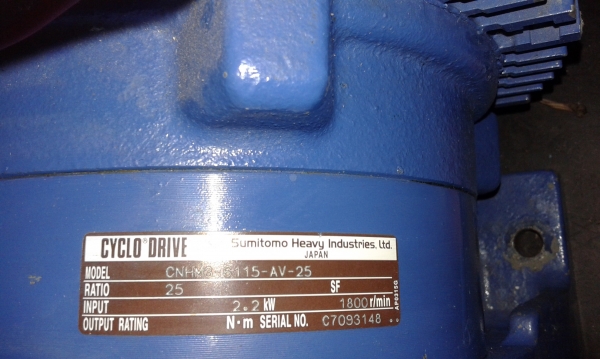 CYCLO® DRIVE Sumitomo Heavy Industries, Ltd.
JAPAN
MODEL
RATIO 25 SF
INPUT 2.2 kW 1800 r/min
OUTPUT RATING N·m SERIAL NO. C7093148
AP0315G